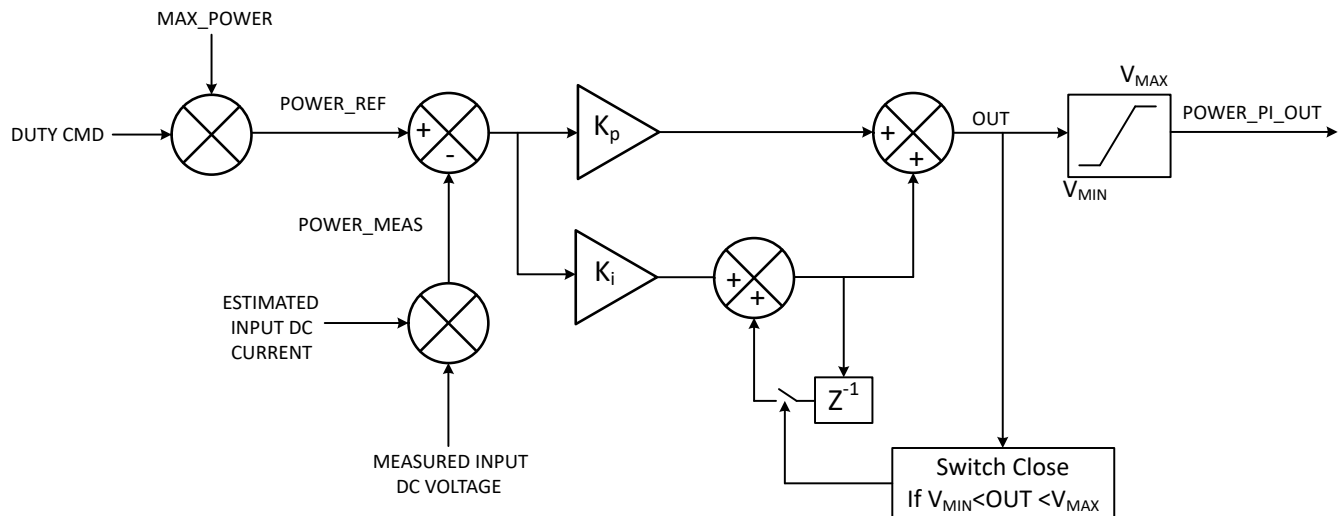 MAX_POWER
DUTY CMD
POWER_REF
+
-
K_p
+
+
OUT
V_MAX
V_MIN
POWER_PI_OUT
POWER_MEAS
K_i
+
+
ESTIMATED
INPUT DC
CURRENT
Z^-1
MEASURED INPUT
DC VOLTAGE
Switch Close
If V_MIN<OUT <V_MAX